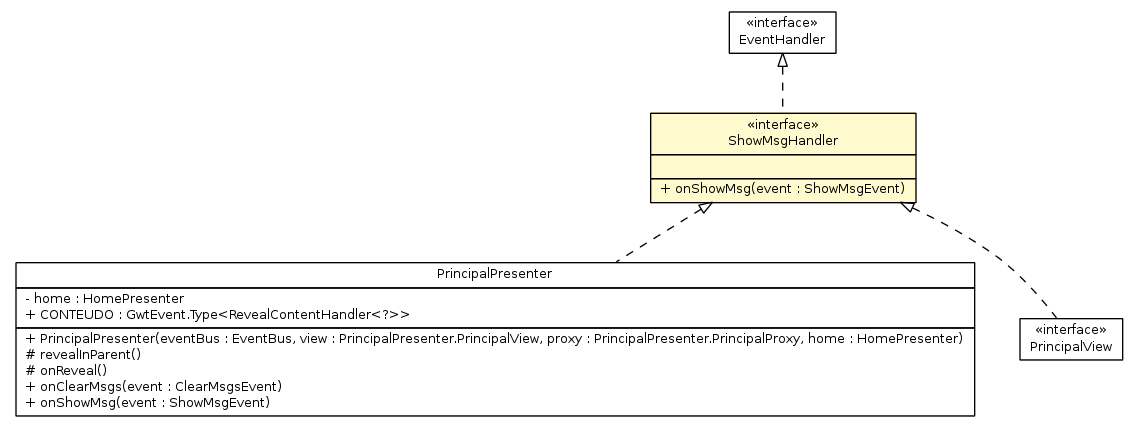 «interface»
EventHandler
«interface»
ShowMsgHandler
+ onShowMsg(event : ShowMsgEvent)
PrincipalPresenter
- home : HomePresenter
+ CONTEUDO : GwtEvent.Type<RevealContentHandler<?>>
+ PrincipalPresenter(eventBus : EventBus, view : PrincipalPresenter.PrincipalView, proxy : PrincipalPresenter.PrincipalProxy, home : HomePresenter)
# revealInParent()
# onReveal()
+ onClearMsgs(event : ClearMsgsEvent)
+ onShowMsg(event : ShowMsgEvent)
«interface»
PrincipalView